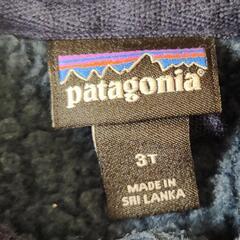 patagonia
3T
MADE IN
SRI LANKA